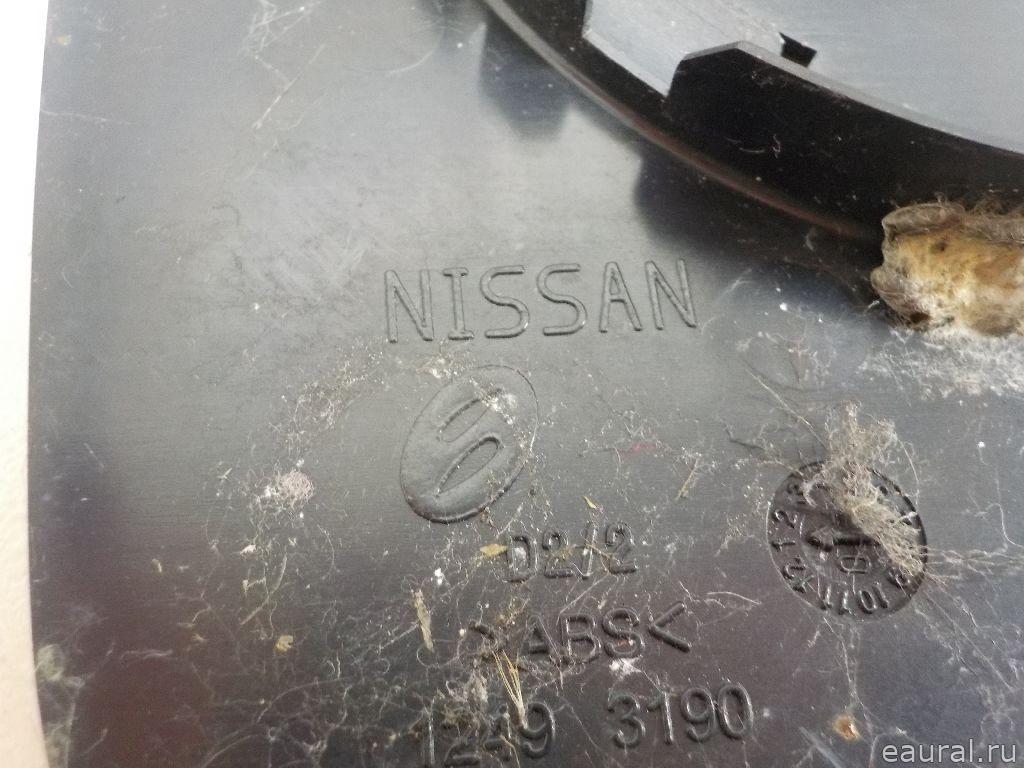 NISSAN
D2/2
>ABS<
1249 3190
eaural.ru